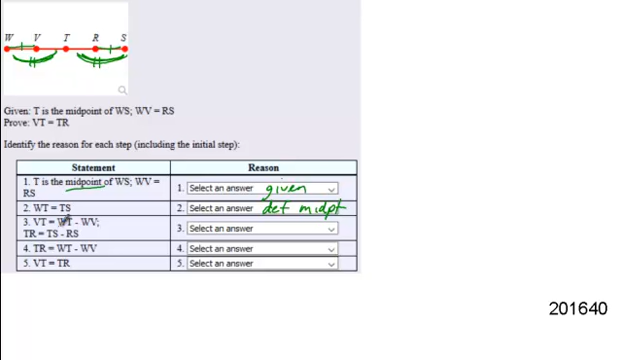 W V T R S
Given: T is the midpoint of WS; WV = RS
Prove: VT = TR
Identify the reason for each step (including the initial step):
Statement Reason
1. T is the midpoint of WS; WV = RS 1. Select an answer given
2. WT = TS 2. Select an answer def midpt
3. VT = WT - WV;
TR = TS - RS 3. Select an answer
4. TR = WT - WV 4. Select an answer
5. VT = TR 5. Select an answer
201640